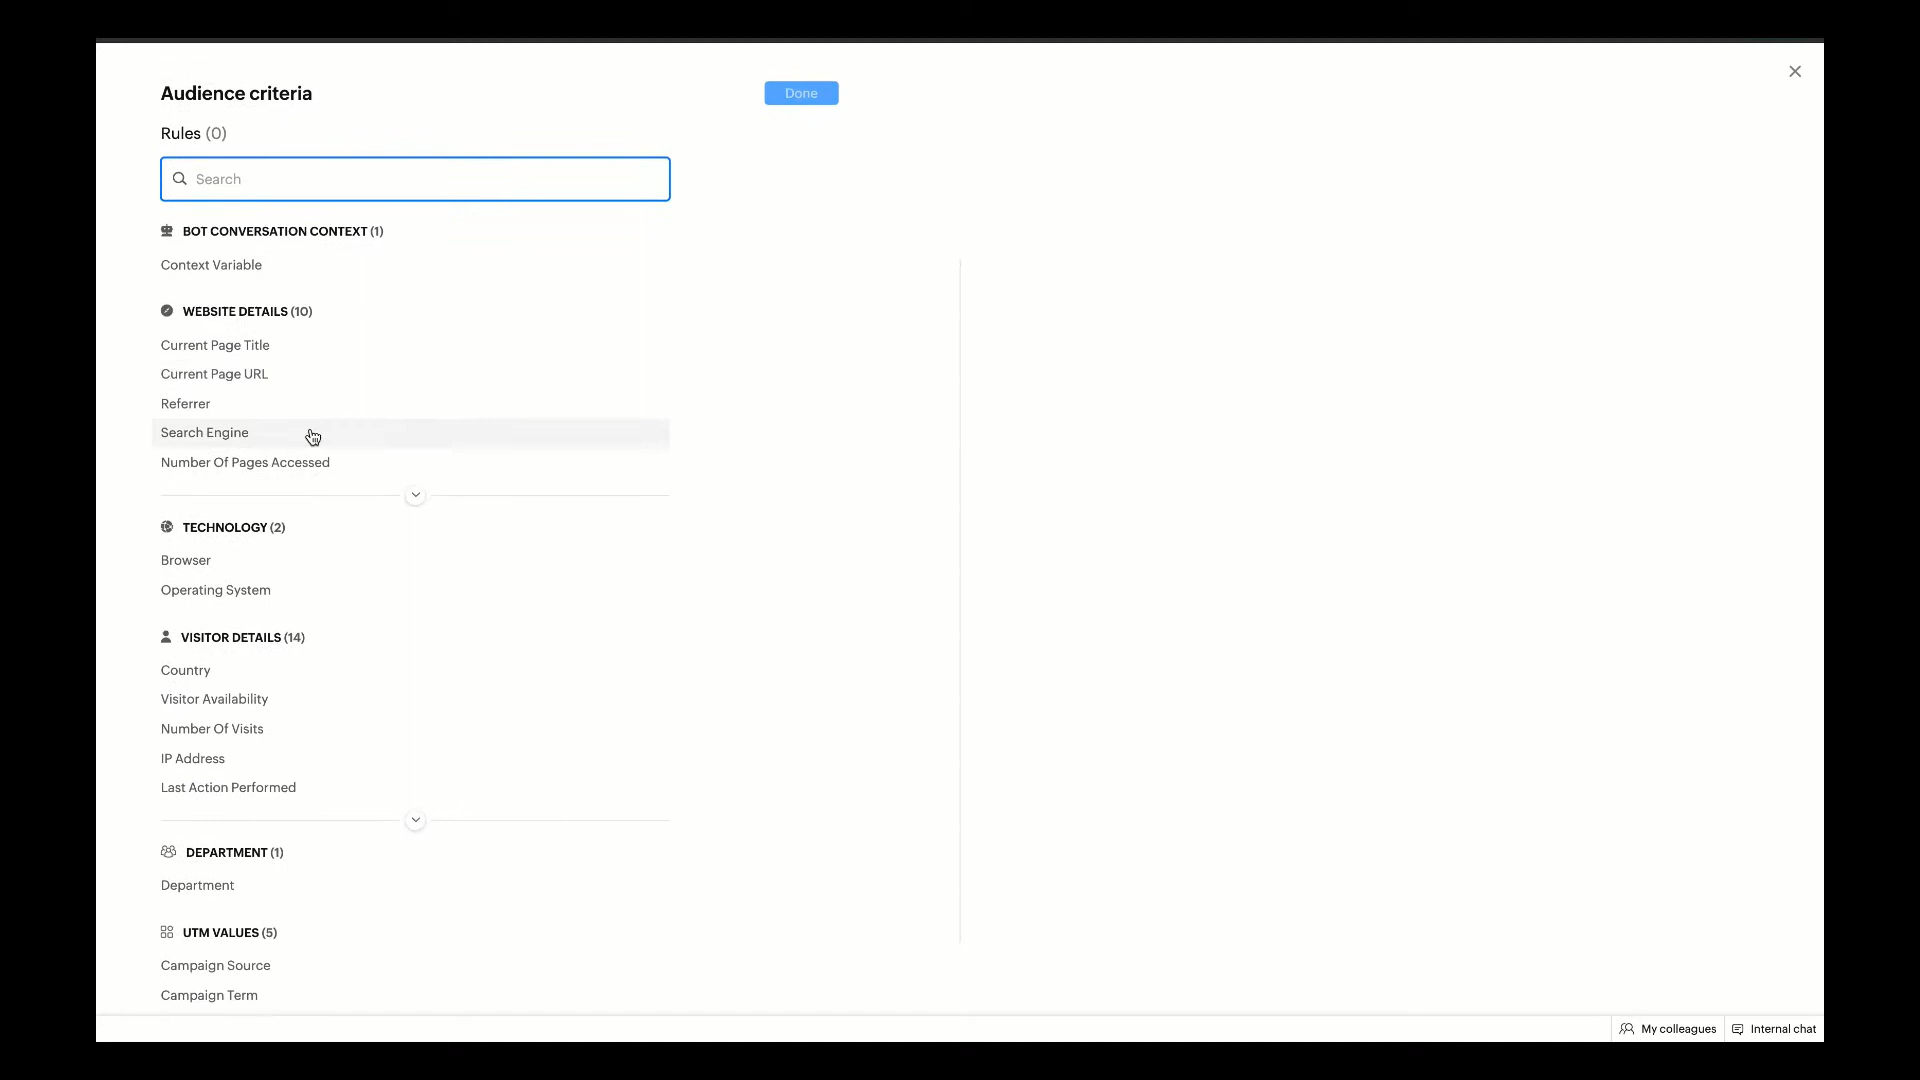 Audience criteria
Done
Rules (0)
Search
BOT CONVERSATION CONTEXT (1)
Context Variable
WEBSITE DETAILS (10)
Current Page Title
Current Page URL
Referrer
Search Engine
Number Of Pages Accessed
TECHNOLOGY (2)
Browser
Operating System
VISITOR DETAILS (14)
Country
Visitor Availability
Number Of Visits
IP Address
Last Action Performed
DEPARTMENT (1)
Department
UTM VALUES (5)
Campaign Source
Campaign Term
My colleagues
Internal chat